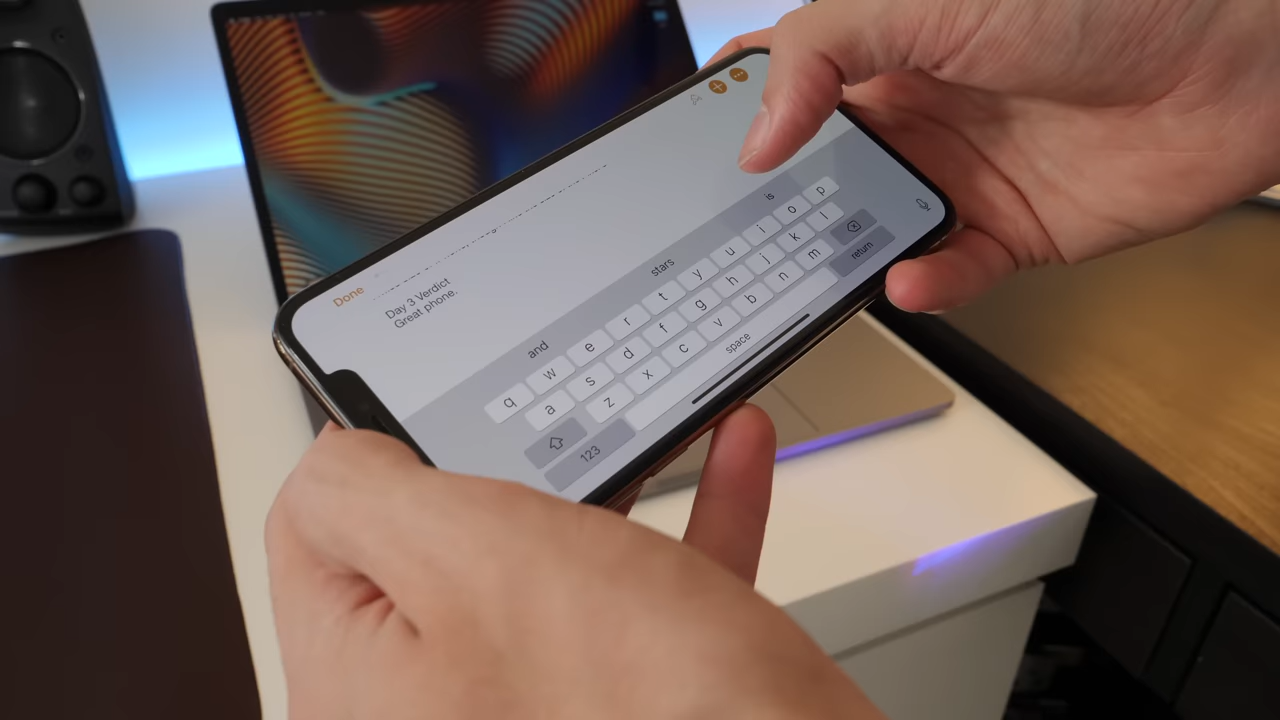 Done
Day 3 Verdict
Great phone.
and
stars
is
q w e r t y u i o p
a s d f g h j k l
z x c v b n m
123
space
return